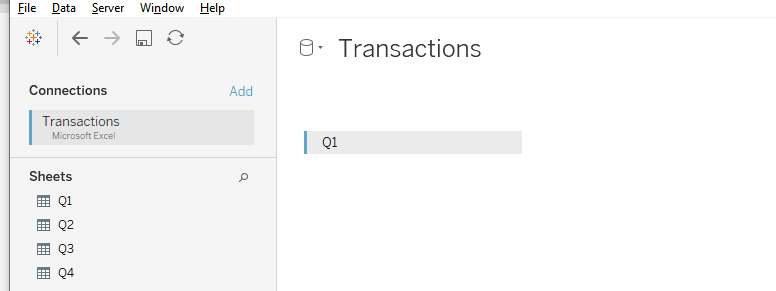 File Data Server Window Help
Transactions
Connections Add
Transactions
Microsoft Excel
Q1
Sheets
Q1
Q2
Q3
Q4